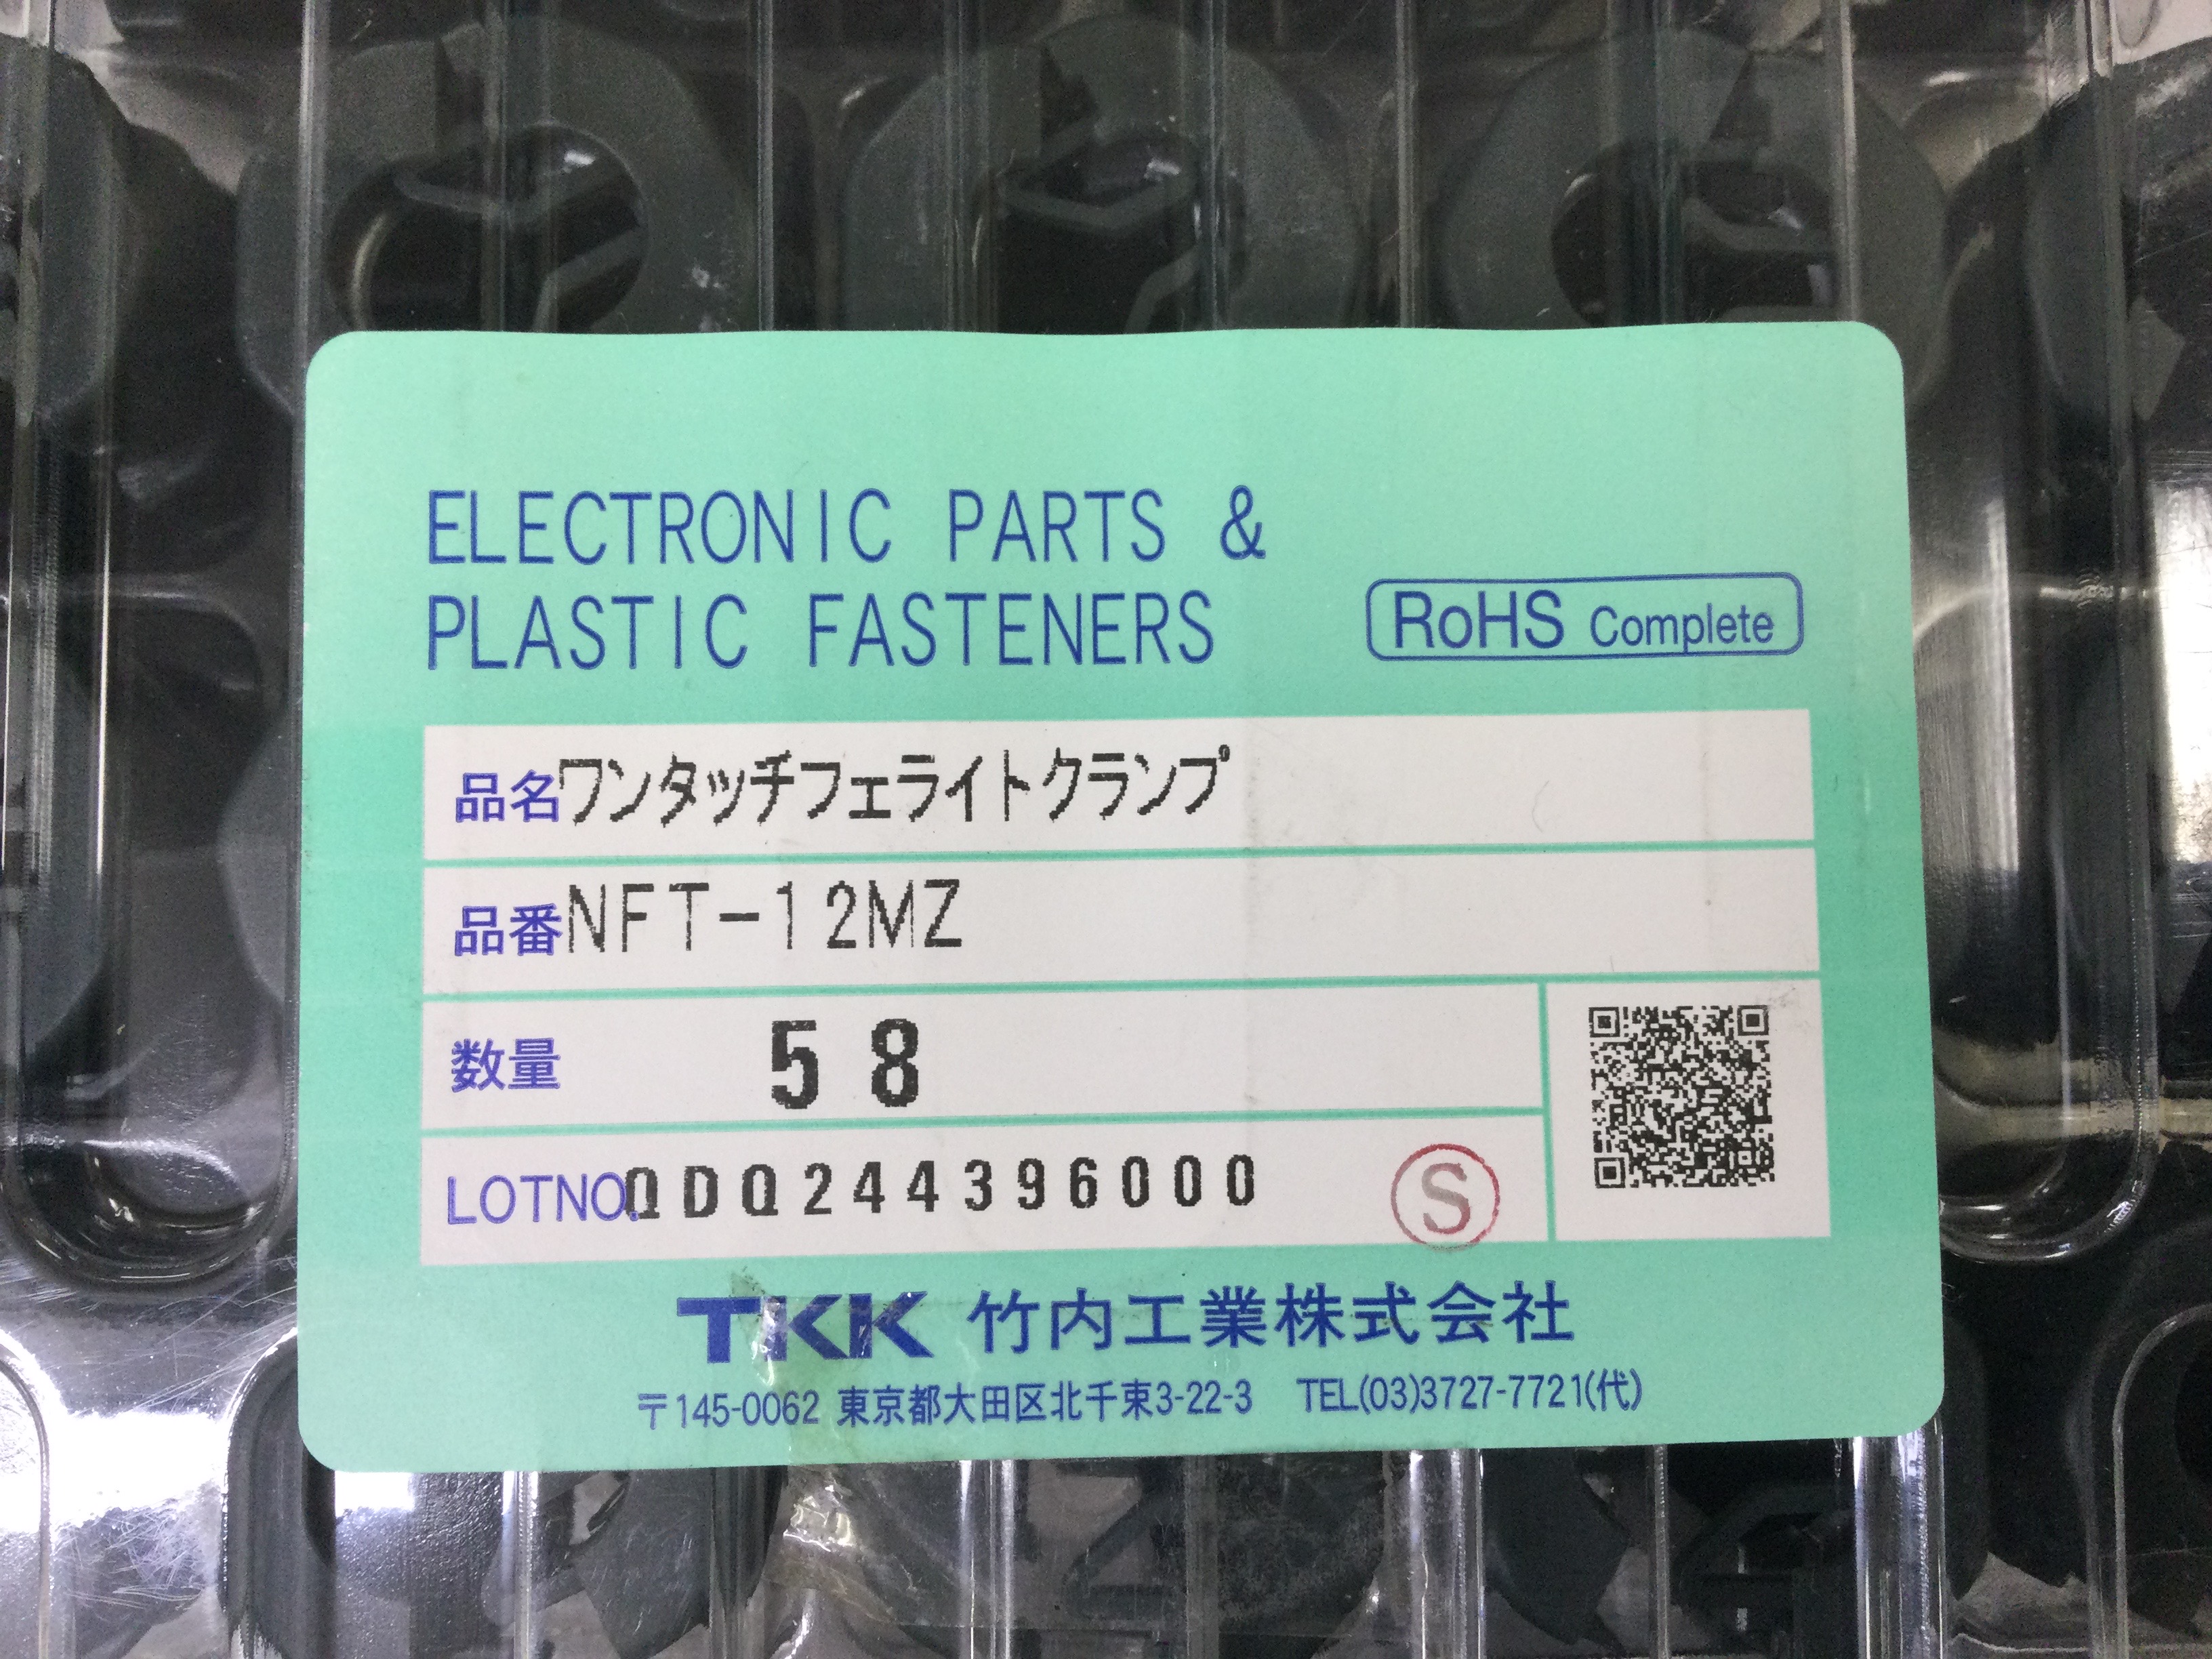 ELECTRONIC PARTS &
PLASTIC FASTENERS
RoHS Complete
品名ワンタッチフェライトクランプ
品番NFT-12MZ
数量 58
LOTNO.QDQ244396000
S
TKK 竹内工業株式会社
〒145-0062 東京都大田区北千束3-22-3 TEL(03)3727-7721(代)